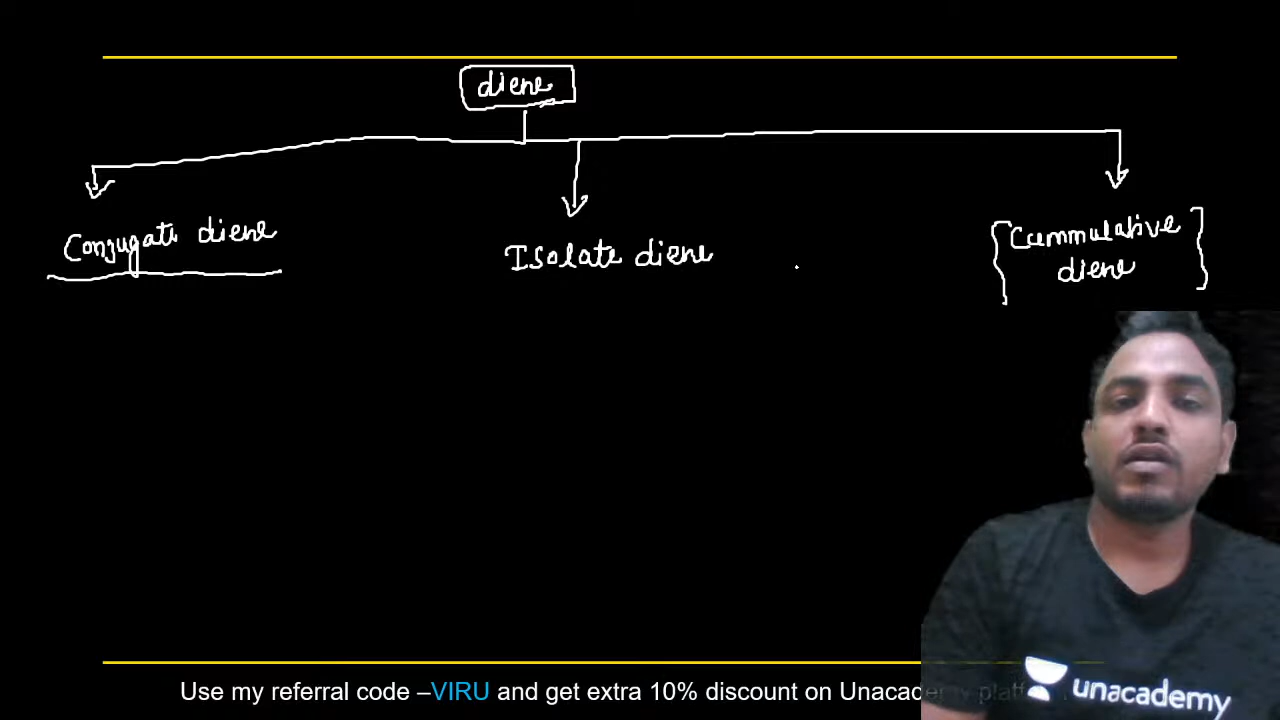 diene
Conjugate diene
Isolate diene
Cummulative
diene
unacademy
Use my referral code –VIRU and get extra 10% discount on Unacademy